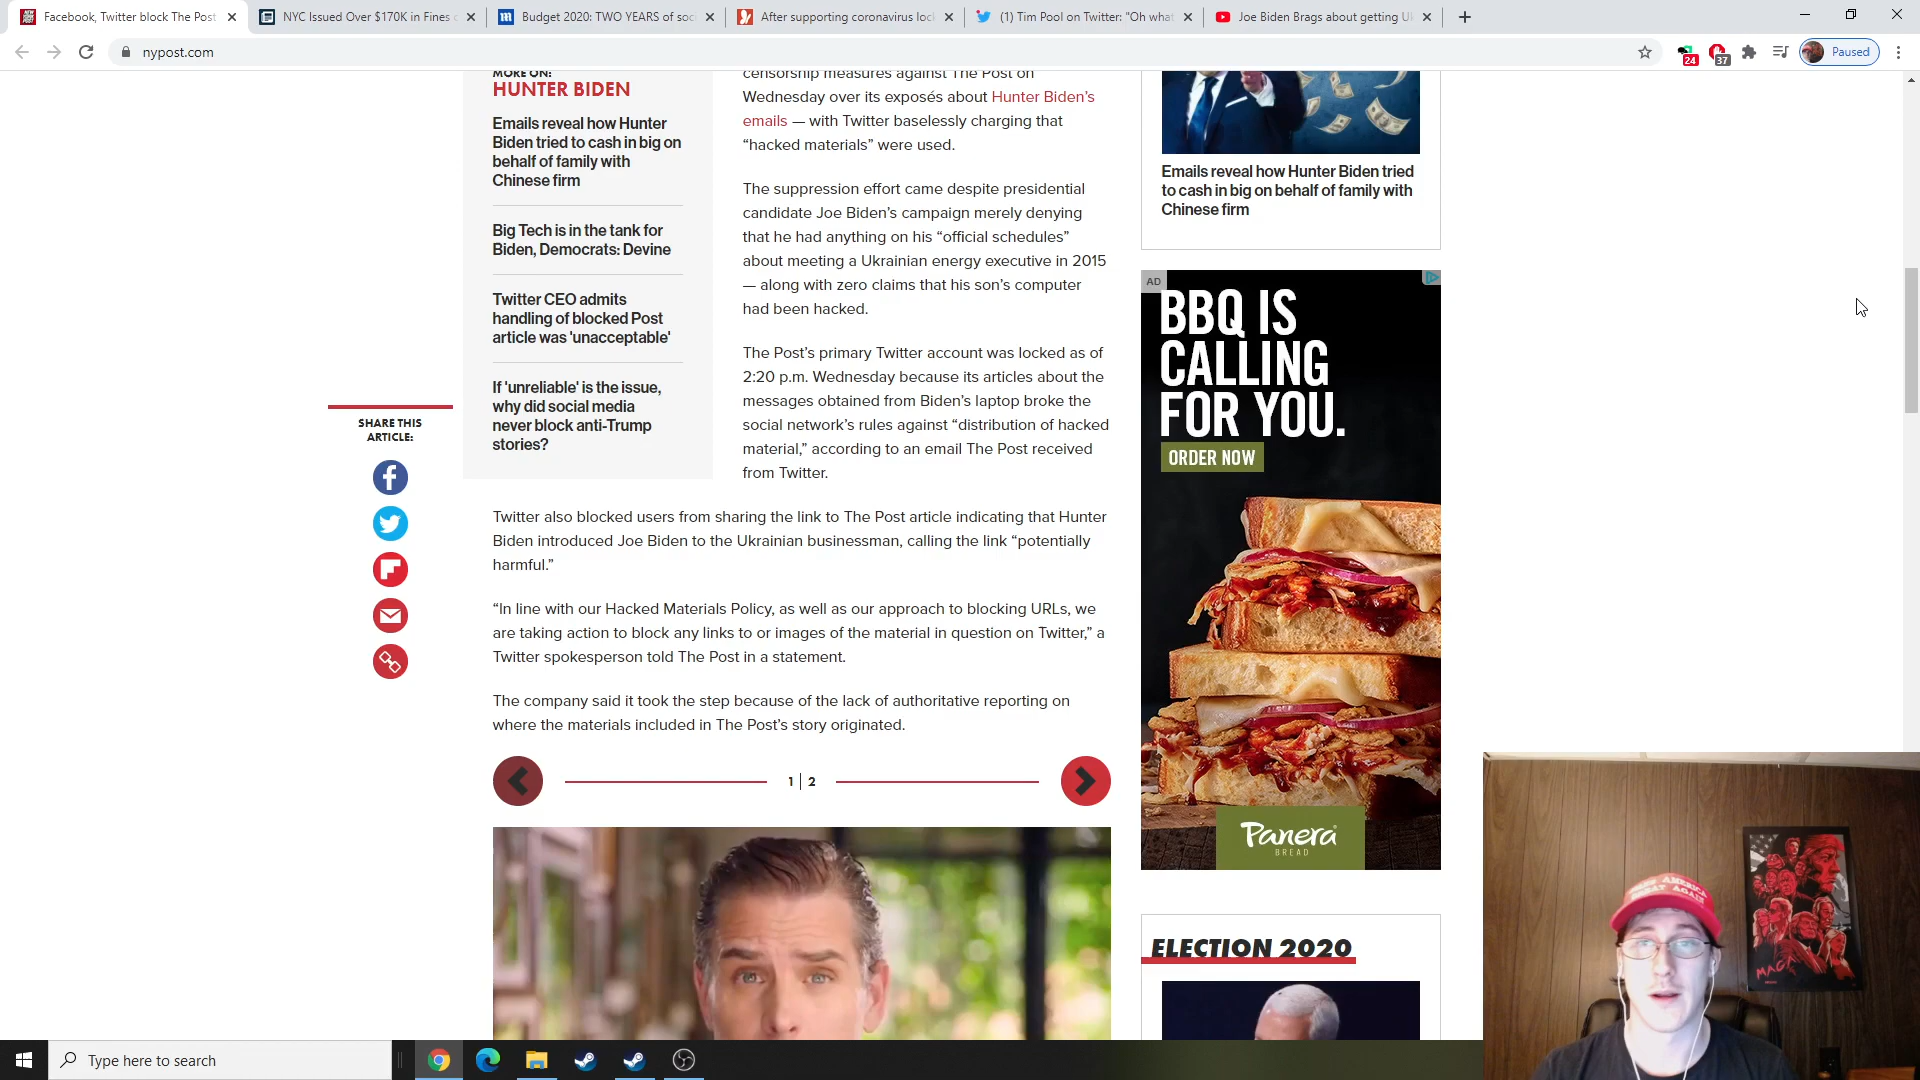 Facebook, Twitter block The Post
NYC Issued Over $170K in Fines
Budget 2020: TWO YEARS of
After supporting coronavirus
(1) Tim Pool on Twitter: "Oh what
Joe Biden Brags about getting
nypost.com
24
37
Paused
MORE ON:
HUNTER BIDEN
Emails reveal how Hunter
Biden tried to cash in big on
behalf of family with
Chinese firm
Big Tech is in the tank for
Biden, Democrats: Devine
Twitter CEO admits
handling of blocked Post
article was 'unacceptable'
If 'unreliable' is the issue,
why did social media
never block anti-Trump
stories?
SHARE THIS
ARTICLE:
censorship measures against The Post on
Wednesday over its exposés about Hunter Biden’s
emails — with Twitter baselessly charging that
“hacked materials” were used.
The suppression effort came despite presidential
candidate Joe Biden’s campaign merely denying
that he had anything on his “official schedules”
about meeting a Ukrainian energy executive in 2015
— along with zero claims that his son’s computer
had been hacked.
The Post’s primary Twitter account was locked as of
2:20 p.m. Wednesday because its articles about the
messages obtained from Biden’s laptop broke the
social network’s rules against “distribution of hacked
material,” according to an email The Post received
from Twitter.
Twitter also blocked users from sharing the link to The Post article indicating that Hunter
Biden introduced Joe Biden to the Ukrainian businessman, calling the link “potentially
harmful.”
“In line with our Hacked Materials Policy, as well as our approach to blocking URLs, we
are taking action to block any links to or images of the material in question on Twitter,” a
Twitter spokesperson told The Post in a statement.
The company said it took the step because of the lack of authoritative reporting on
where the materials included in The Post’s story originated.
1 | 2
Emails reveal how Hunter Biden tried
to cash in big on behalf of family with
Chinese firm
AD
BBQ IS
CALLING
FOR YOU.
ORDER NOW
Panera
BREAD
ELECTION 2020
MAKE AMERICA
GREAT AGAIN
MAGA
Type here to search